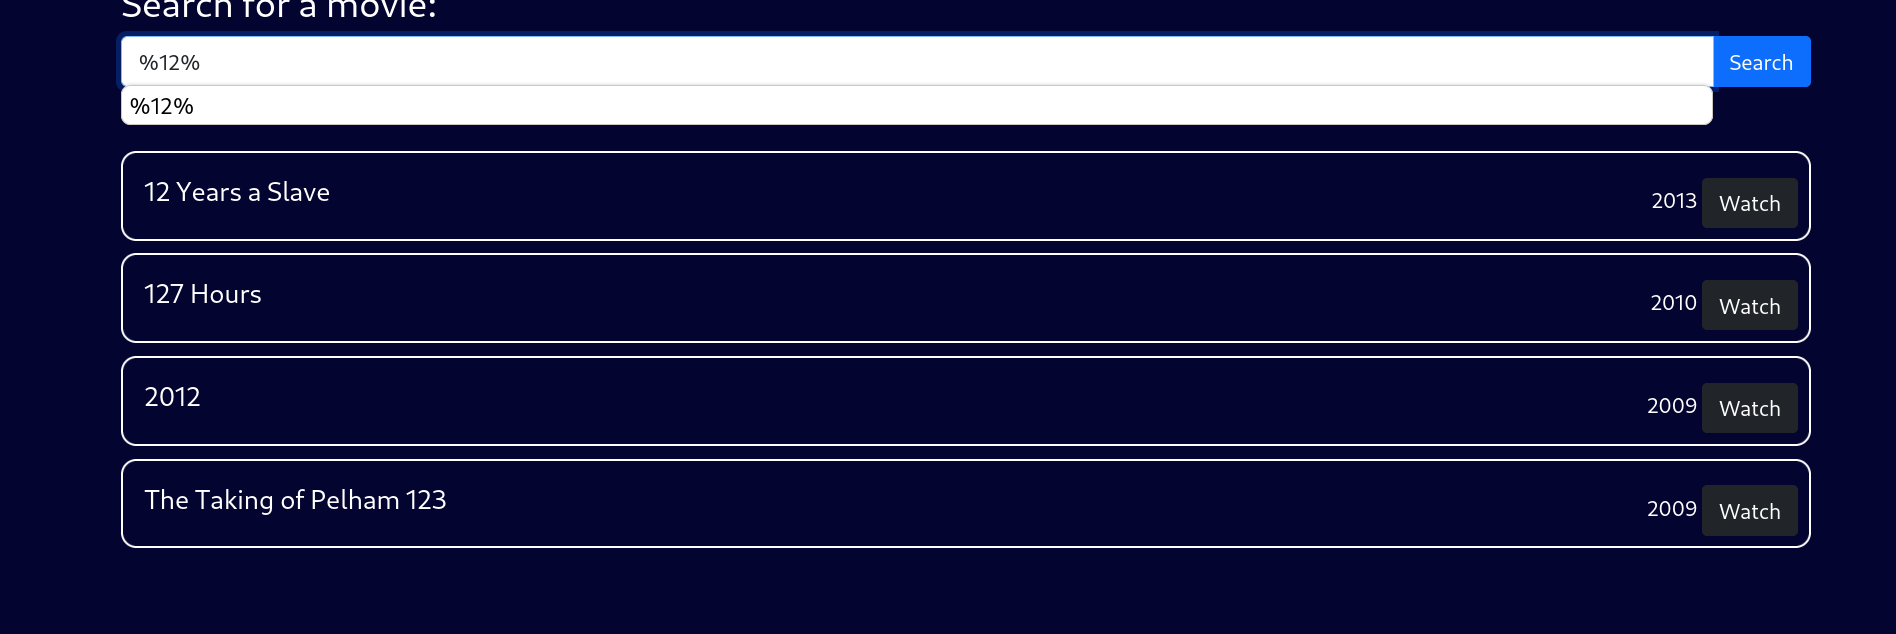 Search for a movie:
%12% Search
%12%
12 Years a Slave 2013 Watch
127 Hours 2010 Watch
2012 2009 Watch
The Taking of Pelham 123 2009 Watch